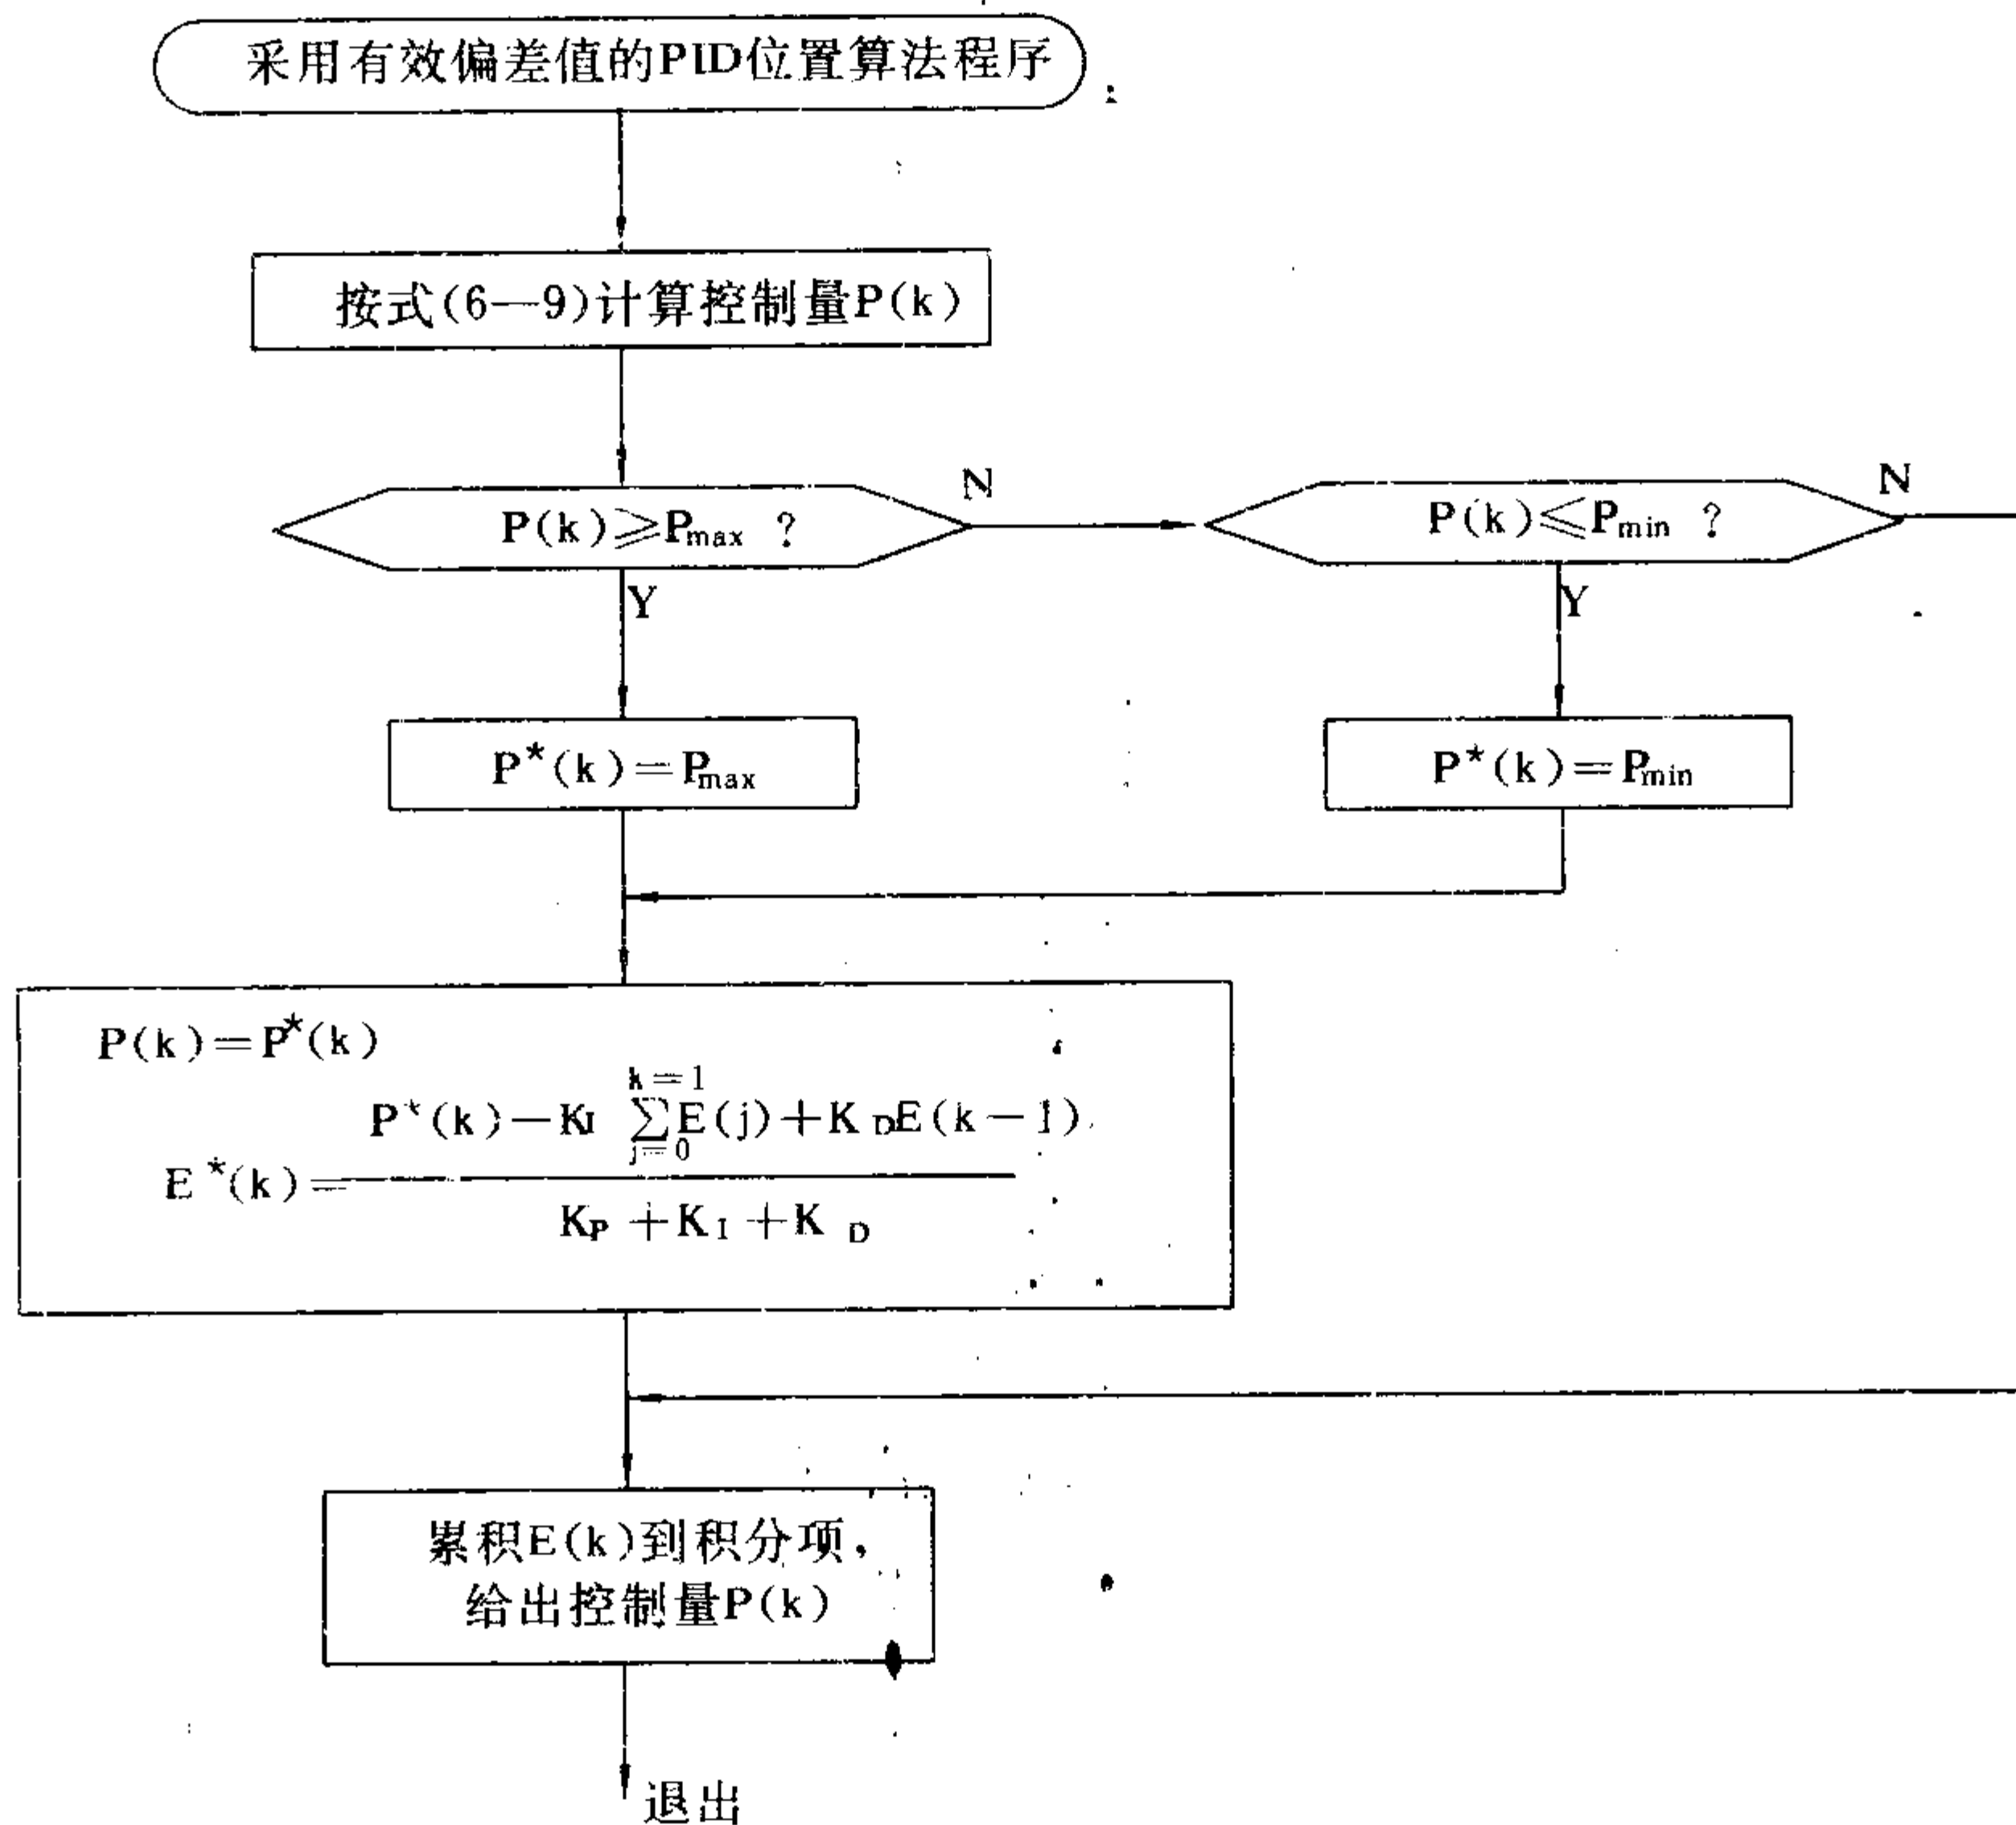 采用有效偏差值的PID位置算法程序
按式(6—9)计算控制量P(k)
P(k)≥Pmax ?
N
Y
P(k)≤Pmin ?
N
Y
P*(k)=Pmax
P*(k)=Pmin
P(k)=P*(k)
k=1
P*(k)-KI ∑E(j)+KDE(k-1)
j=0
E*(k)=
KP+KI+KD
累积E(k)到积分项,
给出控制量P(k)
退出